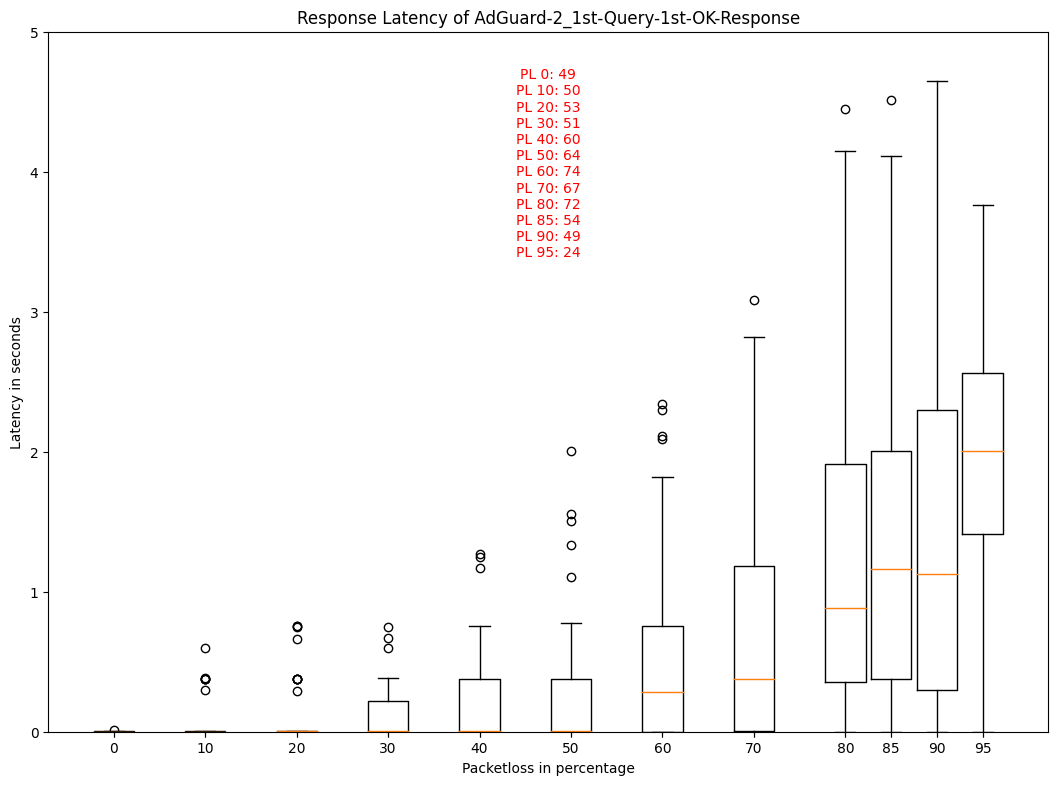 Response Latency of AdGuard-2_1st-Query-1st-OK-Response
5
4
3
2
1
0
Latency in seconds
PL 0: 49
PL 10: 50
PL 20: 53
PL 30: 51
PL 40: 60
PL 50: 64
PL 60: 74
PL 70: 67
PL 80: 72
PL 85: 54
PL 90: 49
PL 95: 24
0 10 20 30 40 50 60 70 80 85 90 95
Packetloss in percentage